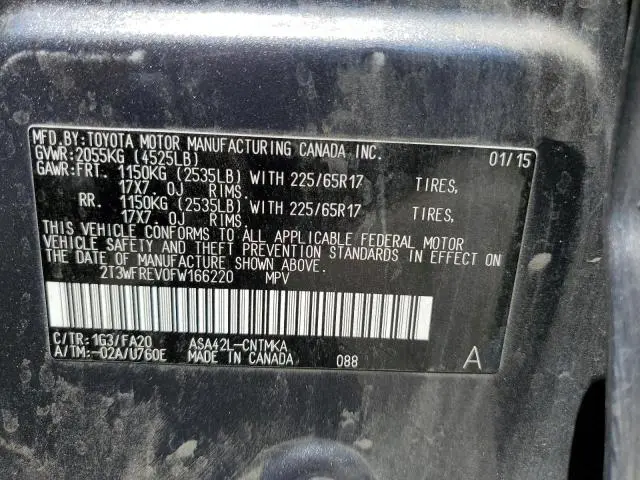 MFD.BY:TOYOTA MOTOR MANUFACTURING CANADA INC. 01/15
GVWR:2055KG (4525LB)
GAWR:FRT. 1150KG (2535LB) WITH 225/65R17 TIRES,
17X7.0J RIMS.
RR. 1150KG (2535LB) WITH 225/65R17 TIRES,
17X7.0J RIMS.
THIS VEHICLE CONFORMS TO ALL APPLICABLE FEDERAL MOTOR
VEHICLE SAFETY AND THEFT PREVENTION STANDARDS IN EFFECT ON
THE DATE OF MANUFACTURE SHOWN ABOVE.
2T3WFREV0FW166220 MPV
C/TR:1G3/FA20 ASA42L-CNTMKA
A/TM:-02A/U760E MADE IN CANADA 088 A